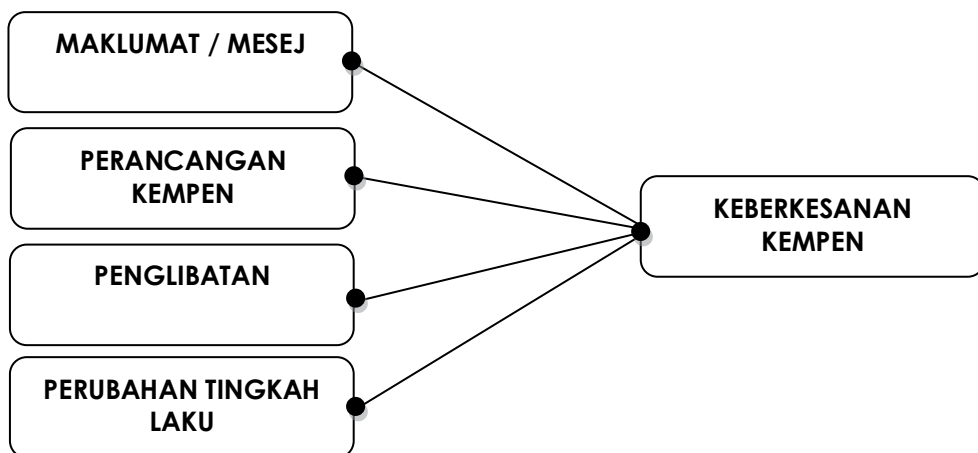 MAKLUMAT / MESEJ
PERANCANGAN
KEMPEN
PENGLIBATAN
PERUBAHAN TINGKAH
LAKU
KEBERKESANAN
KEMPEN